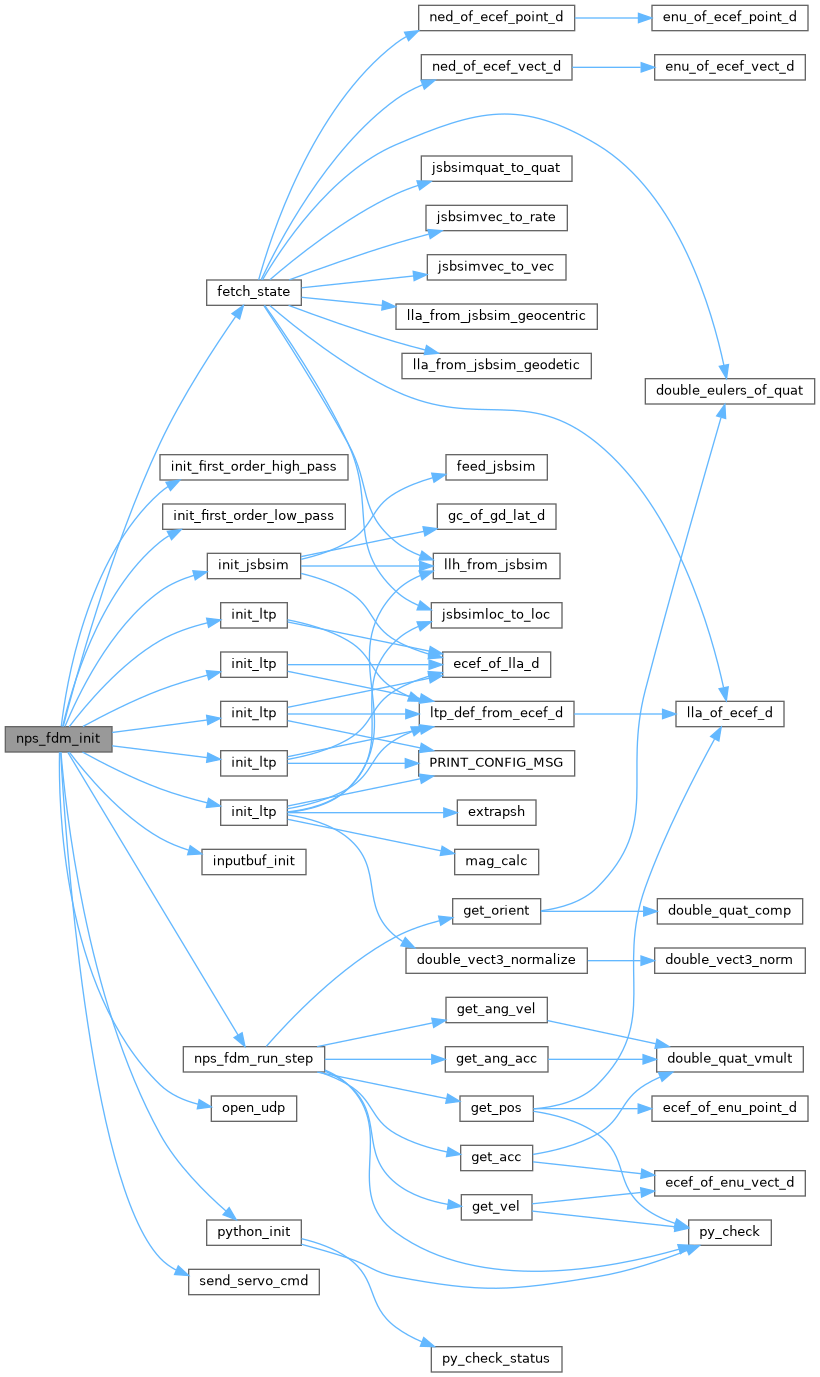 ned_of_ecef_point_d
enu_of_ecef_point_d
ned_of_ecef_vect_d
enu_of_ecef_vect_d
jsbsimquat_to_quat
jsbsimvec_to_rate
jsbsimvec_to_vec
fetch_state
lla_from_jsbsim_geocentric
lla_from_jsbsim_geodetic
double_eulers_of_quat
init_first_order_high_pass
feed_jsbsim
init_first_order_low_pass
gc_of_gd_lat_d
init_jsbsim
llh_from_jsbsim
init_ltp
jsbsimloc_to_loc
init_ltp
ecef_of_lla_d
init_ltp
ltp_def_from_ecef_d
lla_of_ecef_d
nps_fdm_init
init_ltp
PRINT_CONFIG_MSG
init_ltp
extrapsh
inputbuf_init
mag_calc
get_orient
double_quat_comp
double_vect3_normalize
double_vect3_norm
get_ang_vel
nps_fdm_run_step
get_ang_acc
double_quat_vmult
open_udp
get_pos
ecef_of_enu_point_d
get_acc
ecef_of_enu_vect_d
get_vel
python_init
py_check
send_servo_cmd
py_check_status